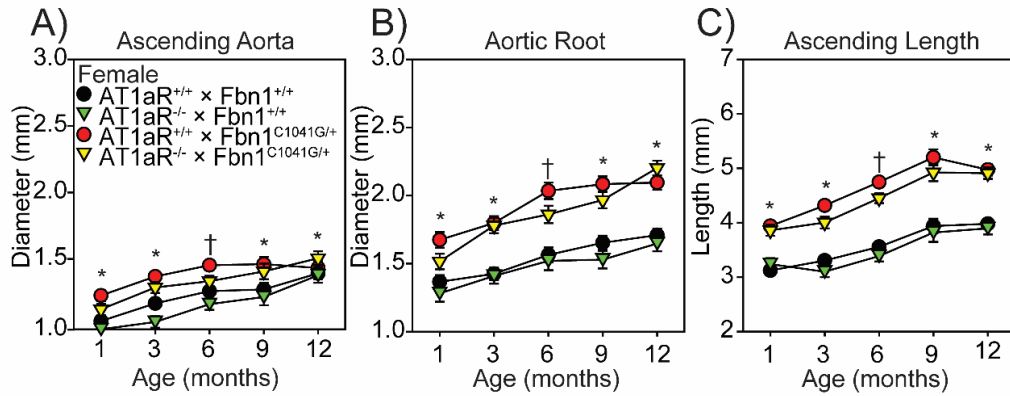 A) Ascending Aorta
3.0
2.5
2.0
1.5
1.0
Diameter (mm)
Female
AT1aR+/+ × Fbn1+/+
AT1aR-/- × Fbn1+/+
AT1aR+/+ × Fbn1C1041G/+
AT1aR-/- × Fbn1C1041G/+
* * † * *
1 3 6 9 12
Age (months)
B) Aortic Root
3.0
2.5
2.0
1.5
1.0
Diameter (mm)
* * † * *
1 3 6 9 12
Age (months)
C) Ascending Length
7
6
5
4
3
2
Length (mm)
* * † * *
1 3 6 9 12
Age (months)